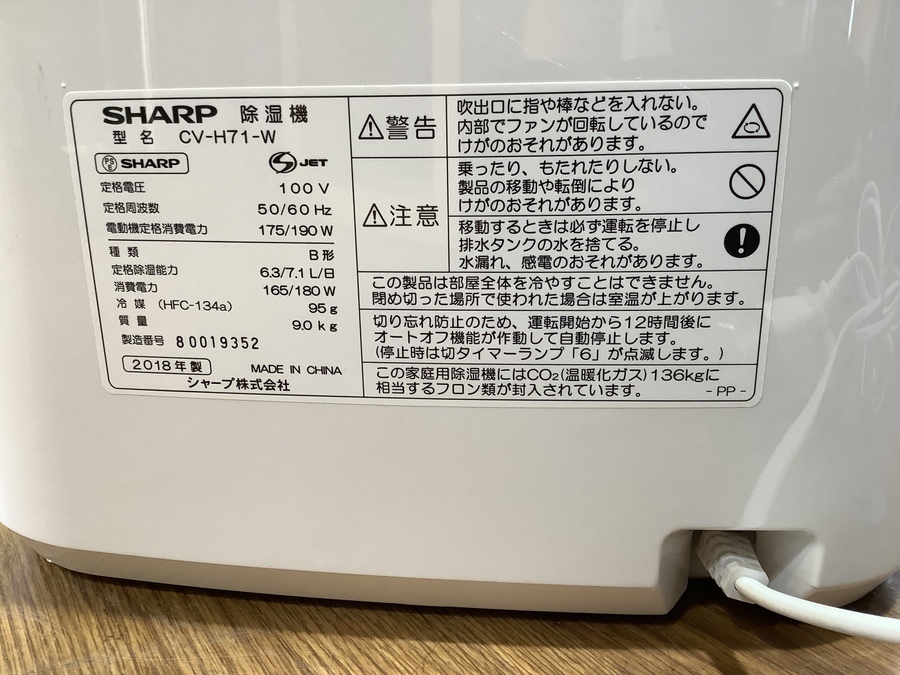 SHARP 除湿機
型名 CV-H71-W
PSE SHARP S JET
定格電圧 100 V
定格周波数 50/60 Hz
電動機定格消費電力 175/190 W
種類 B形
定格除湿能力 6.3/7.1 L/日
消費電力 165/180 W
冷媒 (HFC-134a) 95 g
質量 9.0 kg
製造番号 80019352
2018年製 MADE IN CHINA
シャープ株式会社
警告
吹出口に指や棒などを入れない。
内部でファンが回転しているので
けがのおそれがあります。
注意
乗ったり、もたれたりしない。
製品の移動や転倒により
けがのおそれがあります。
移動するときは必ず運転を停止し
排水タンクの水を捨てる。
水漏れ、感電のおそれがあります。
この製品は部屋全体を冷やすことはできません。
閉め切った場所で使われた場合は室温が上がります。
切り忘れ防止のため、運転開始から12時間後に
オートオフ機能が作動して自動停止します。
(停止時は切タイマーランプ「6」が点滅します。)
この家庭用除湿機にはCO₂(温暖化ガス)136kgに
相当するフロン類が封入されています。
- PP -